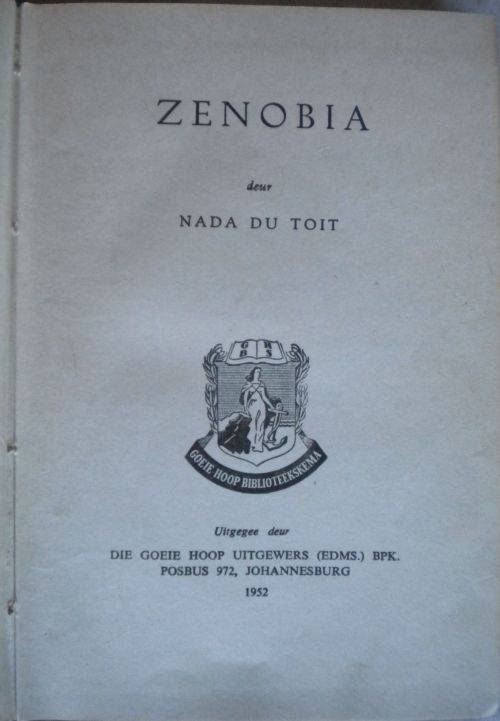 ZENOBIA
deur
NADA DU TOIT
G H
B S
GOEIE HOOP BIBLIOTEEKSKEMA
Uitgegee deur
DIE GOEIE HOOP UITGEWERS (EDMS.) BPK.
POSBUS 972, JOHANNESBURG
1952